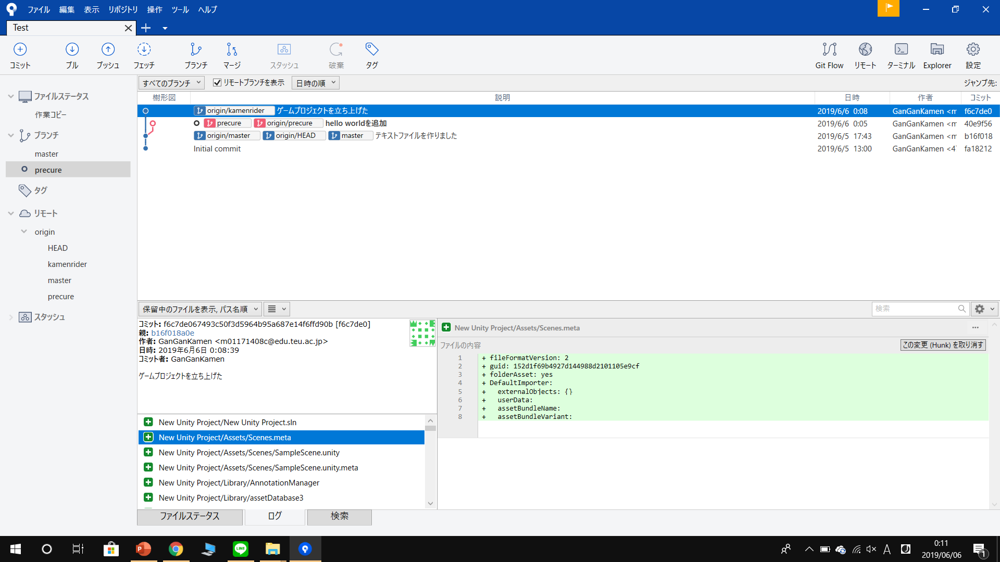 ファイル 編集 表示 リポジトリ 操作 ツール ヘルプ
Test
コミット プル プッシュ フェッチ ブランチ マージ スタッシュ 破棄 タグ Git Flow リモート ターミナル Explorer 設定
すべてのブランチ リモートブランチを表示 日時の順 ジャンプ先:
樹形図 説明 日時 作者 コミット
origin/kamenrider ゲームプロジェクトを立ち上げた 2019/6/6 0:08 GanGanKamen <m f6c7de0
precure origin/precure hello worldを追加 2019/6/6 0:05 GanGanKamen <m 40e9f56
origin/master origin/HEAD master テキストファイルを作りました 2019/6/5 17:43 GanGanKamen <m b16f018
Initial commit 2019/6/5 13:00 GanGanKamen <4 fa18212
ファイルステータス
作業コピー
ブランチ
master
precure
タグ
リモート
origin
HEAD
kamenrider
master
precure
スタッシュ
保留中のファイルを表示, パス名順 検索
コミット: f6c7de067493c50f3d5964b95a687e14f6ffd90b [f6c7de0]
親: b16f018a0e
作者: GanGanKamen <m01171408c@edu.teu.ac.jp>
日時: 2019年6月6日 0:08:39
コミット者: GanGanKamen
ゲームプロジェクトを立ち上げた
New Unity Project/New Unity Project.sln
New Unity Project/Assets/Scenes.meta
New Unity Project/Assets/Scenes/SampleScene.unity
New Unity Project/Assets/Scenes/SampleScene.unity.meta
New Unity Project/Library/AnnotationManager
New Unity Project/Library/assetDatabase3
New Unity Project/Assets/Scenes.meta
ファイルの内容 この変更 (Hunk) を取り消す
1 + fileFormatVersion: 2
2 + guid: 152d1f69b4927d144988d2101105e9cf
3 + folderAsset: yes
4 + DefaultImporter:
5 + externalObjects: {}
6 + userData:
7 + assetBundleName:
8 + assetBundleVariant:
ファイルステータス ログ 検索
LINE
A
0:11
2019/06/06
1